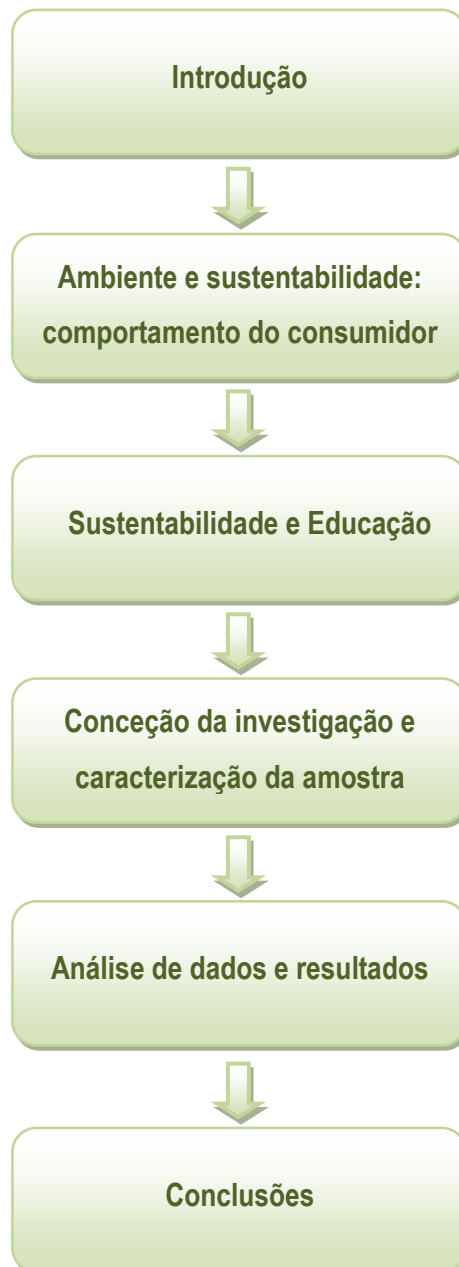 Introdução
Ambiente e sustentabilidade:
comportamento do consumidor
Sustentabilidade e Educação
Conceção da investigação e
caracterização da amostra
Análise de dados e resultados
Conclusões